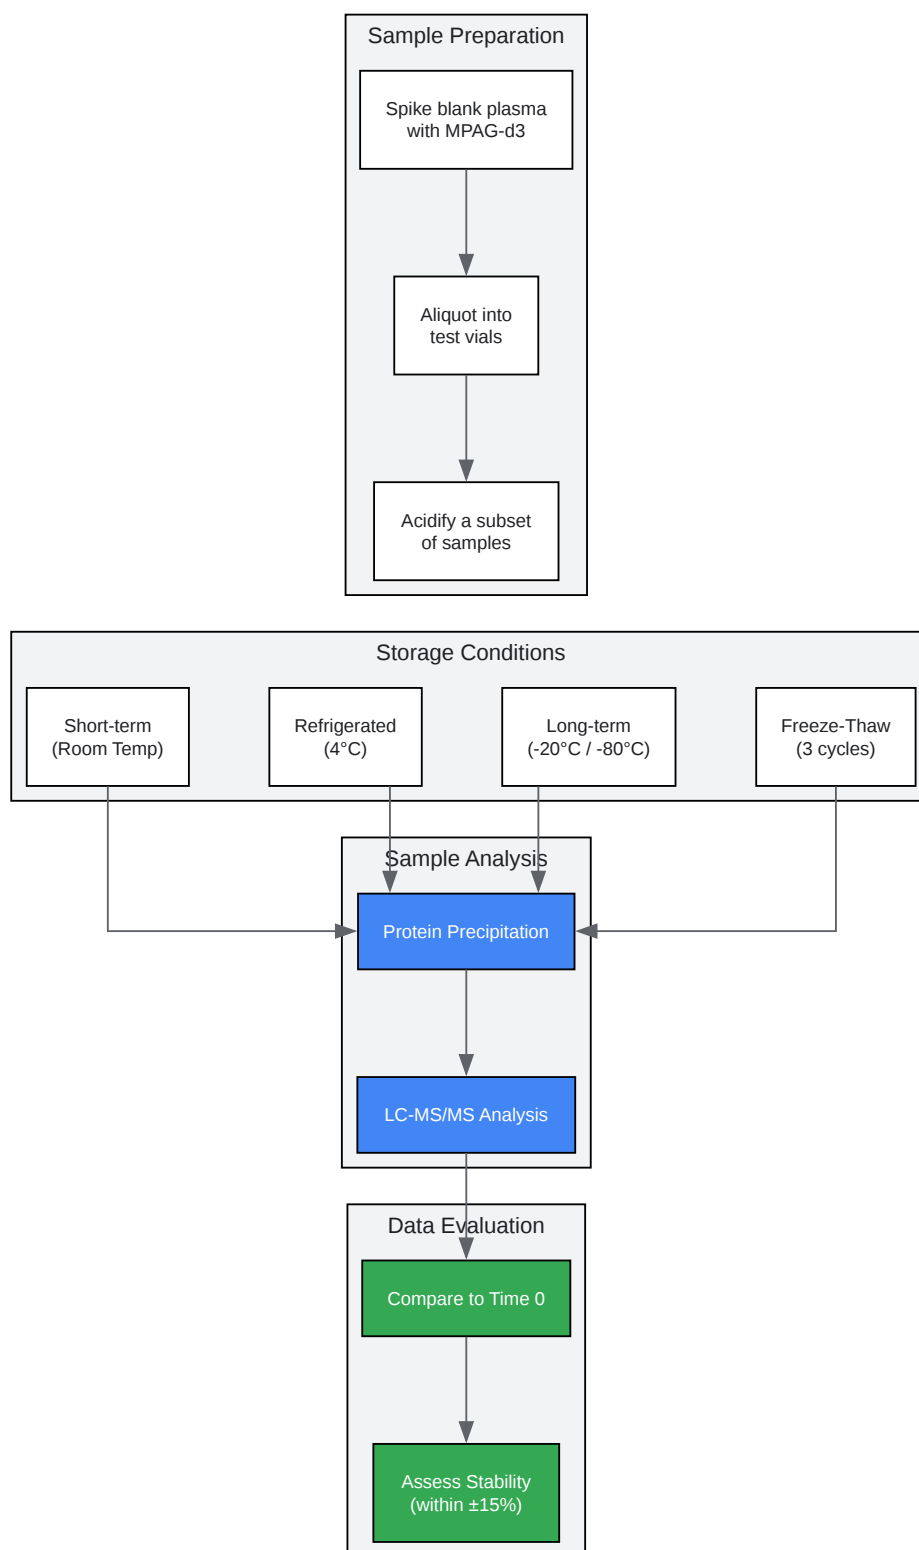 Sample Preparation
Spike blank plasma
with MPAG-d3
Aliquot into
test vials
Acidify a subset
of samples
Storage Conditions
Short-term
(Room Temp)
Refrigerated
(4°C)
Long-term
(-20°C / -80°C)
Freeze-Thaw
(3 cycles)
Sample Analysis
Protein Precipitation
LC-MS/MS Analysis
Data Evaluation
Compare to Time 0
Assess Stability
(within ±15%)